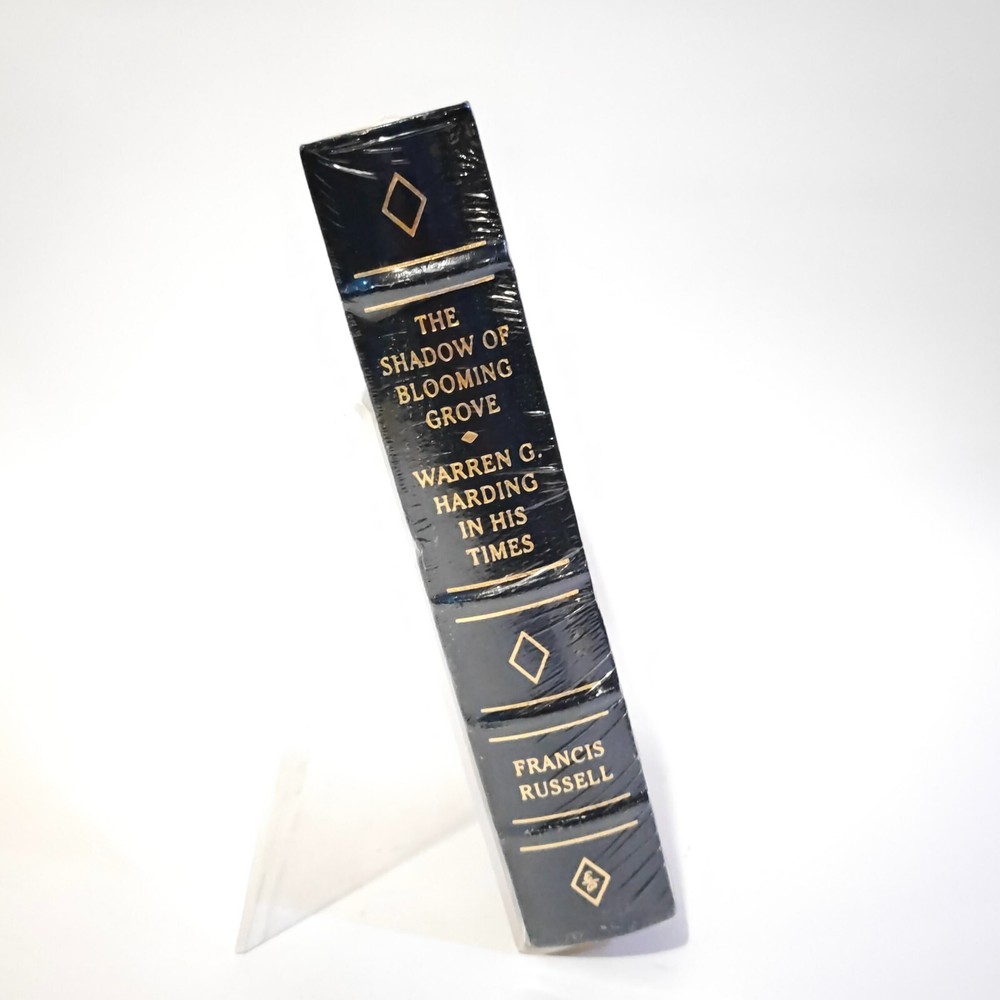 THE
SHADOW OF
BLOOMING
GROVE
WARREN G.
HARDING
IN HIS
TIMES
FRANCIS
RUSSELL